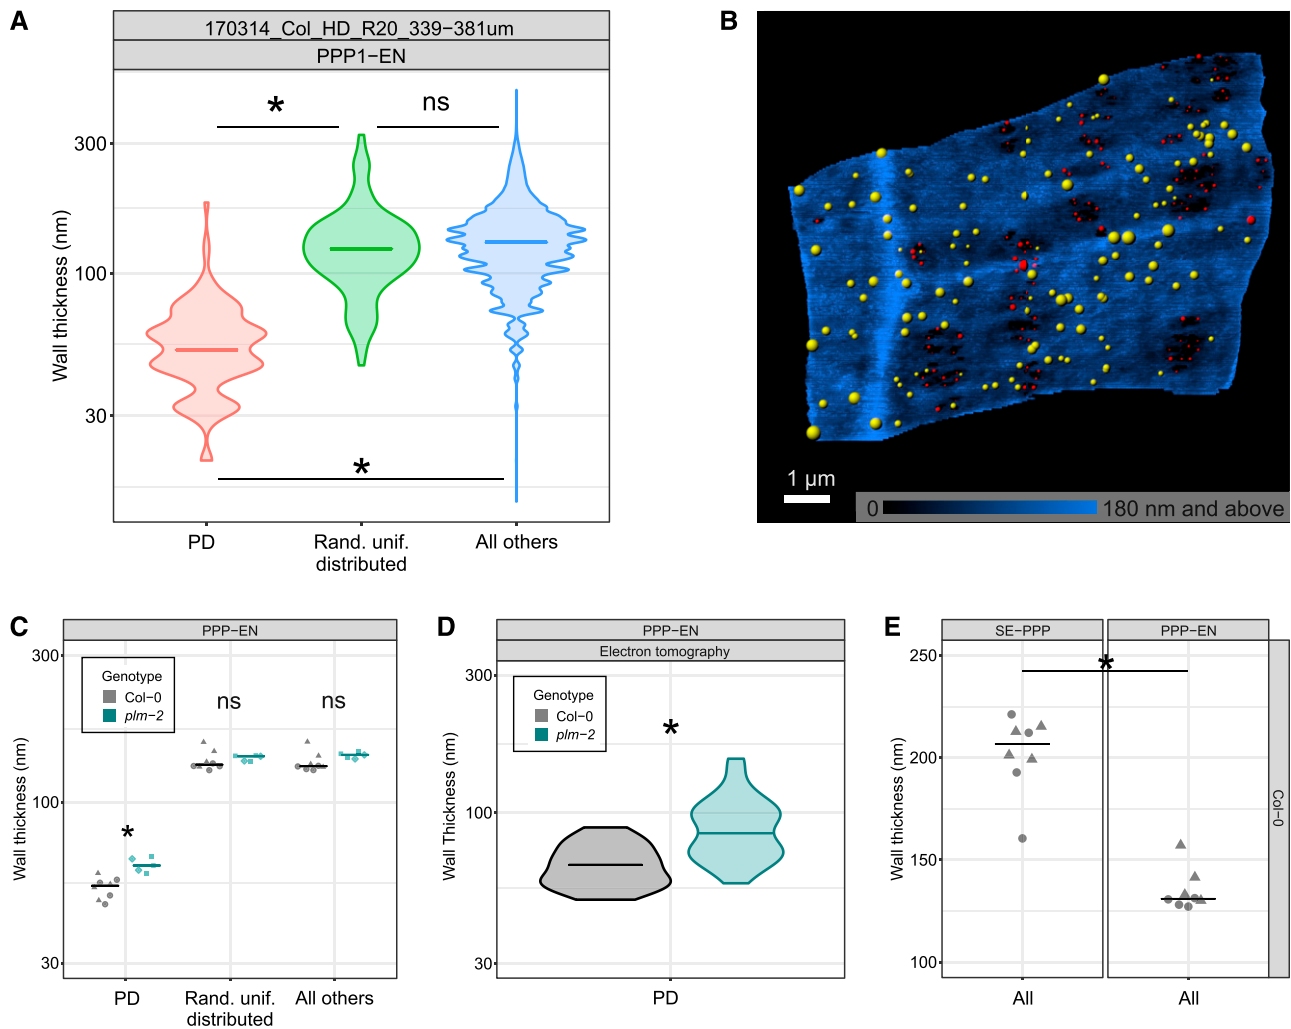 A
170314_Col_HD_R20_339−381um
PPP1−EN
*
ns
300
100
30
Wall thickness (nm)
*
PD
Rand. unif.
distributed
All others
B
1 µm
0
180 nm and above
C
PPP−EN
300
100
30
Wall thickness (nm)
Genotype
Col−0
plm−2
ns
ns
*
PD
Rand. unif.
distributed
All others
D
PPP−EN
Electron tomography
300
100
30
Wall Thickness (nm)
Genotype
Col−0
plm−2
*
PD
E
SE−PPP
PPP−EN
250
200
150
100
Wall thickness (nm)
*
Col−0
All
All